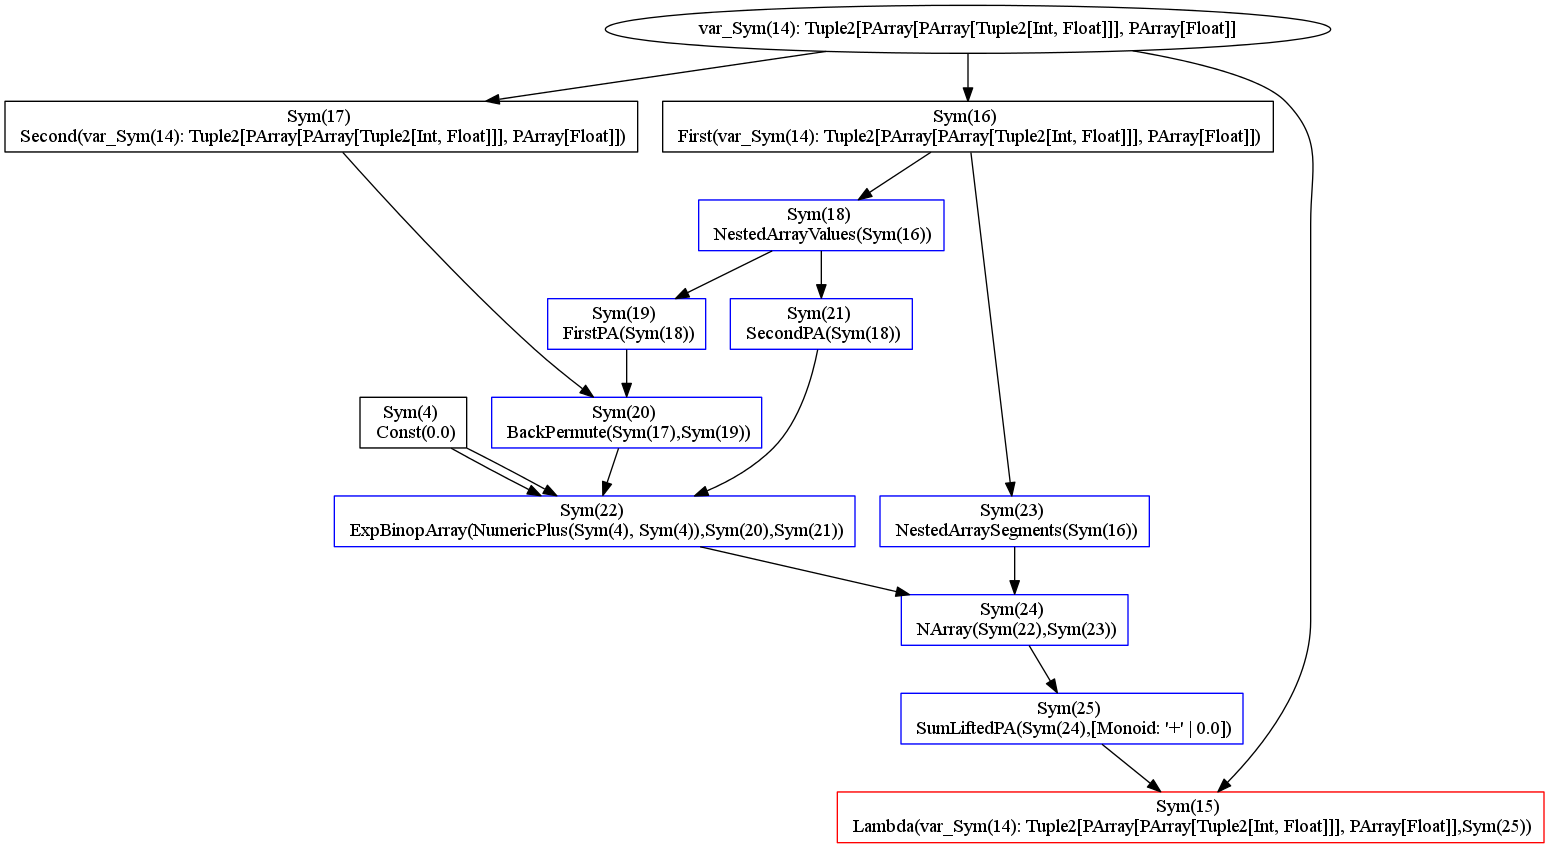 var_Sym(14): Tuple2[PArray[PArray[Tuple2[Int, Float]]], PArray[Float]]
Sym(17)
Second(var_Sym(14): Tuple2[PArray[PArray[Tuple2[Int, Float]]], PArray[Float]])
Sym(16)
First(var_Sym(14): Tuple2[PArray[PArray[Tuple2[Int, Float]]], PArray[Float]])
Sym(18)
NestedArrayValues(Sym(16))
Sym(19)
FirstPA(Sym(18))
Sym(21)
SecondPA(Sym(18))
Sym(4)
Const(0.0)
Sym(20)
BackPermute(Sym(17),Sym(19))
Sym(22)
ExpBinopArray(NumericPlus(Sym(4), Sym(4)),Sym(20),Sym(21))
Sym(23)
NestedArraySegments(Sym(16))
Sym(24)
NArray(Sym(22),Sym(23))
Sym(25)
SumLiftedPA(Sym(24),[Monoid: '+' | 0.0])
Sym(15)
Lambda(var_Sym(14): Tuple2[PArray[PArray[Tuple2[Int, Float]]], PArray[Float]],Sym(25))